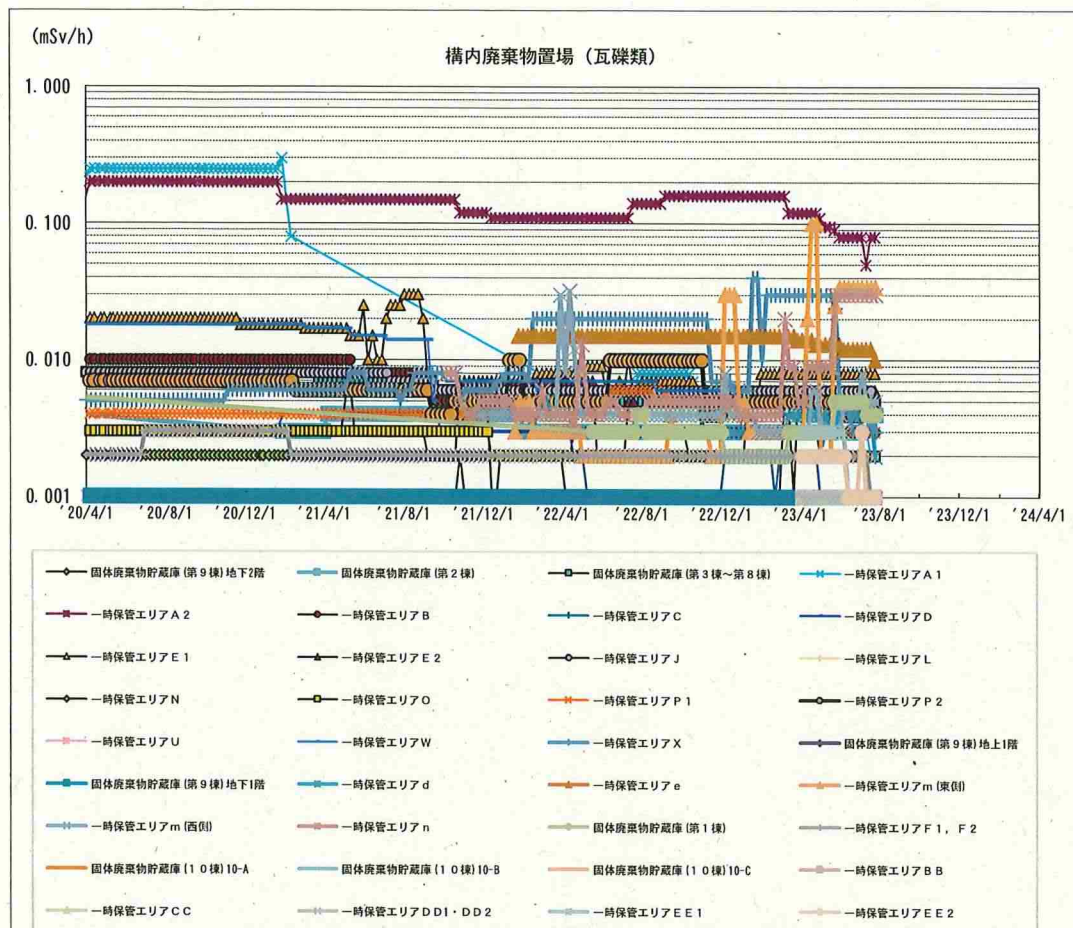 (mSv/h)
構内廃棄物置場（瓦礫類）
1.000
0.100
0.010
0.001
'20/4/1 '20/8/1 '20/12/1 '21/4/1 '21/8/1 '21/12/1 '22/4/1 '22/8/1 '22/12/1 '23/4/1 '23/8/1 '23/12/1 '24/4/1
固体廃棄物貯蔵庫(第9棟)地下2階 固体廃棄物貯蔵庫(第2棟) 固体廃棄物貯蔵庫(第3棟～第8棟) 一時保管エリアA1
一時保管エリアA2 一時保管エリアB 一時保管エリアC 一時保管エリアD
一時保管エリアE1 一時保管エリアE2 一時保管エリアJ 一時保管エリアL
一時保管エリアN 一時保管エリアO 一時保管エリアP1 一時保管エリアP2
一時保管エリアU 一時保管エリアW 一時保管エリアX 固体廃棄物貯蔵庫(第9棟)地上1階
固体廃棄物貯蔵庫(第9棟)地下1階 一時保管エリアd 一時保管エリアe 一時保管エリアm(東側)
一時保管エリアm(西側) 一時保管エリアn 固体廃棄物貯蔵庫(第1棟) 一時保管エリアF1，F2
固体廃棄物貯蔵庫(10棟)10-A 固体廃棄物貯蔵庫(10棟)10-B 固体廃棄物貯蔵庫(10棟)10-C 一時保管エリアBB
一時保管エリアCC 一時保管エリアDD1・DD2 一時保管エリアEE1 一時保管エリアEE2